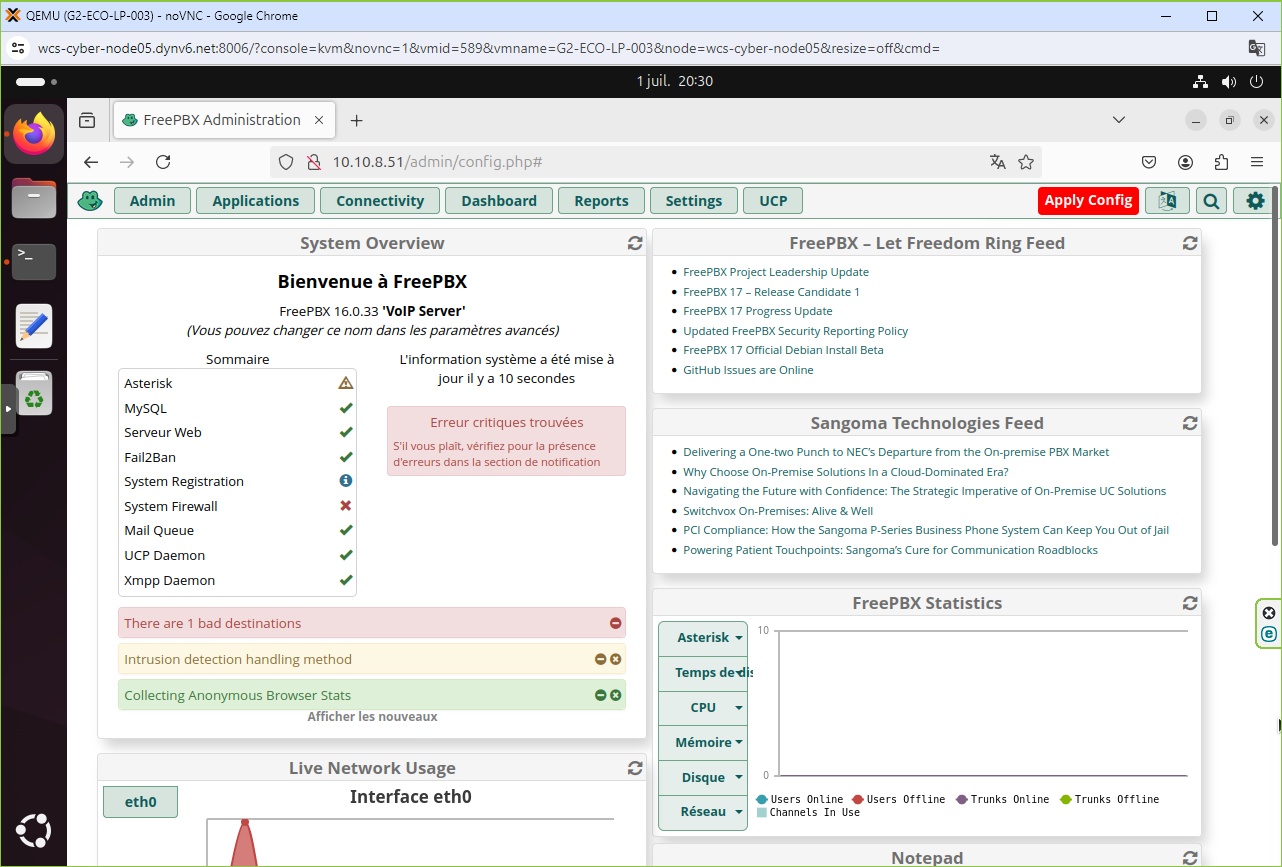 QEMU (G2-ECO-LP-003) - noVNC - Google Chrome
wcs-cyber-node05.dynv6.net:8006/?console=kvm&novnc=1&vmid=589&vmname=G2-ECO-LP-003&node=wcs-cyber-node05&resize=off&cmd=
1 juil. 20:30
FreePBX Administration
10.10.8.51/admin/config.php#
Admin Applications Connectivity Dashboard Reports Settings UCP Apply Config
System Overview
Bienvenue à FreePBX
FreePBX 16.0.33 'VoIP Server'
(Vous pouvez changer ce nom dans les paramètres avancés)
Sommaire
Asterisk
MySQL
Serveur Web
Fail2Ban
System Registration
System Firewall
Mail Queue
UCP Daemon
Xmpp Daemon
L'information système a été mise à
jour il y a 10 secondes
Erreur critiques trouvées
S'il vous plaît, vérifiez pour la présence
d'erreurs dans la section de notification
There are 1 bad destinations
Intrusion detection handling method
Collecting Anonymous Browser Stats
Afficher les nouveaux
Live Network Usage
eth0
Interface eth0
FreePBX – Let Freedom Ring Feed
FreePBX Project Leadership Update
FreePBX 17 – Release Candidate 1
FreePBX 17 Progress Update
Updated FreePBX Security Reporting Policy
FreePBX 17 Official Debian Install Beta
GitHub Issues are Online
Sangoma Technologies Feed
Delivering a One-two Punch to NEC's Departure from the On-premise PBX Market
Why Choose On-Premise Solutions In a Cloud-Dominated Era?
Navigating the Future with Confidence: The Strategic Imperative of On-Premise UC Solutions
Switchvox On-Premises: Alive & Well
PCI Compliance: How the Sangoma P-Series Business Phone System Can Keep You Out of Jail
Powering Patient Touchpoints: Sangoma's Cure for Communication Roadblocks
FreePBX Statistics
Asterisk
Temps de dis
CPU
Mémoire
Disque
Réseau
10
0
Users Online Users Offline Trunks Online Trunks Offline
Channels In Use
Notepad